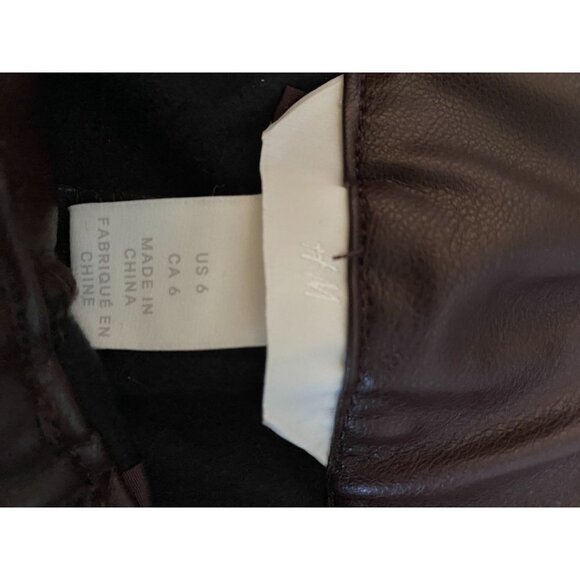 H&M
US 6
CA 6
MADE IN
CHINA
FABRIQUÉ EN
CHINE